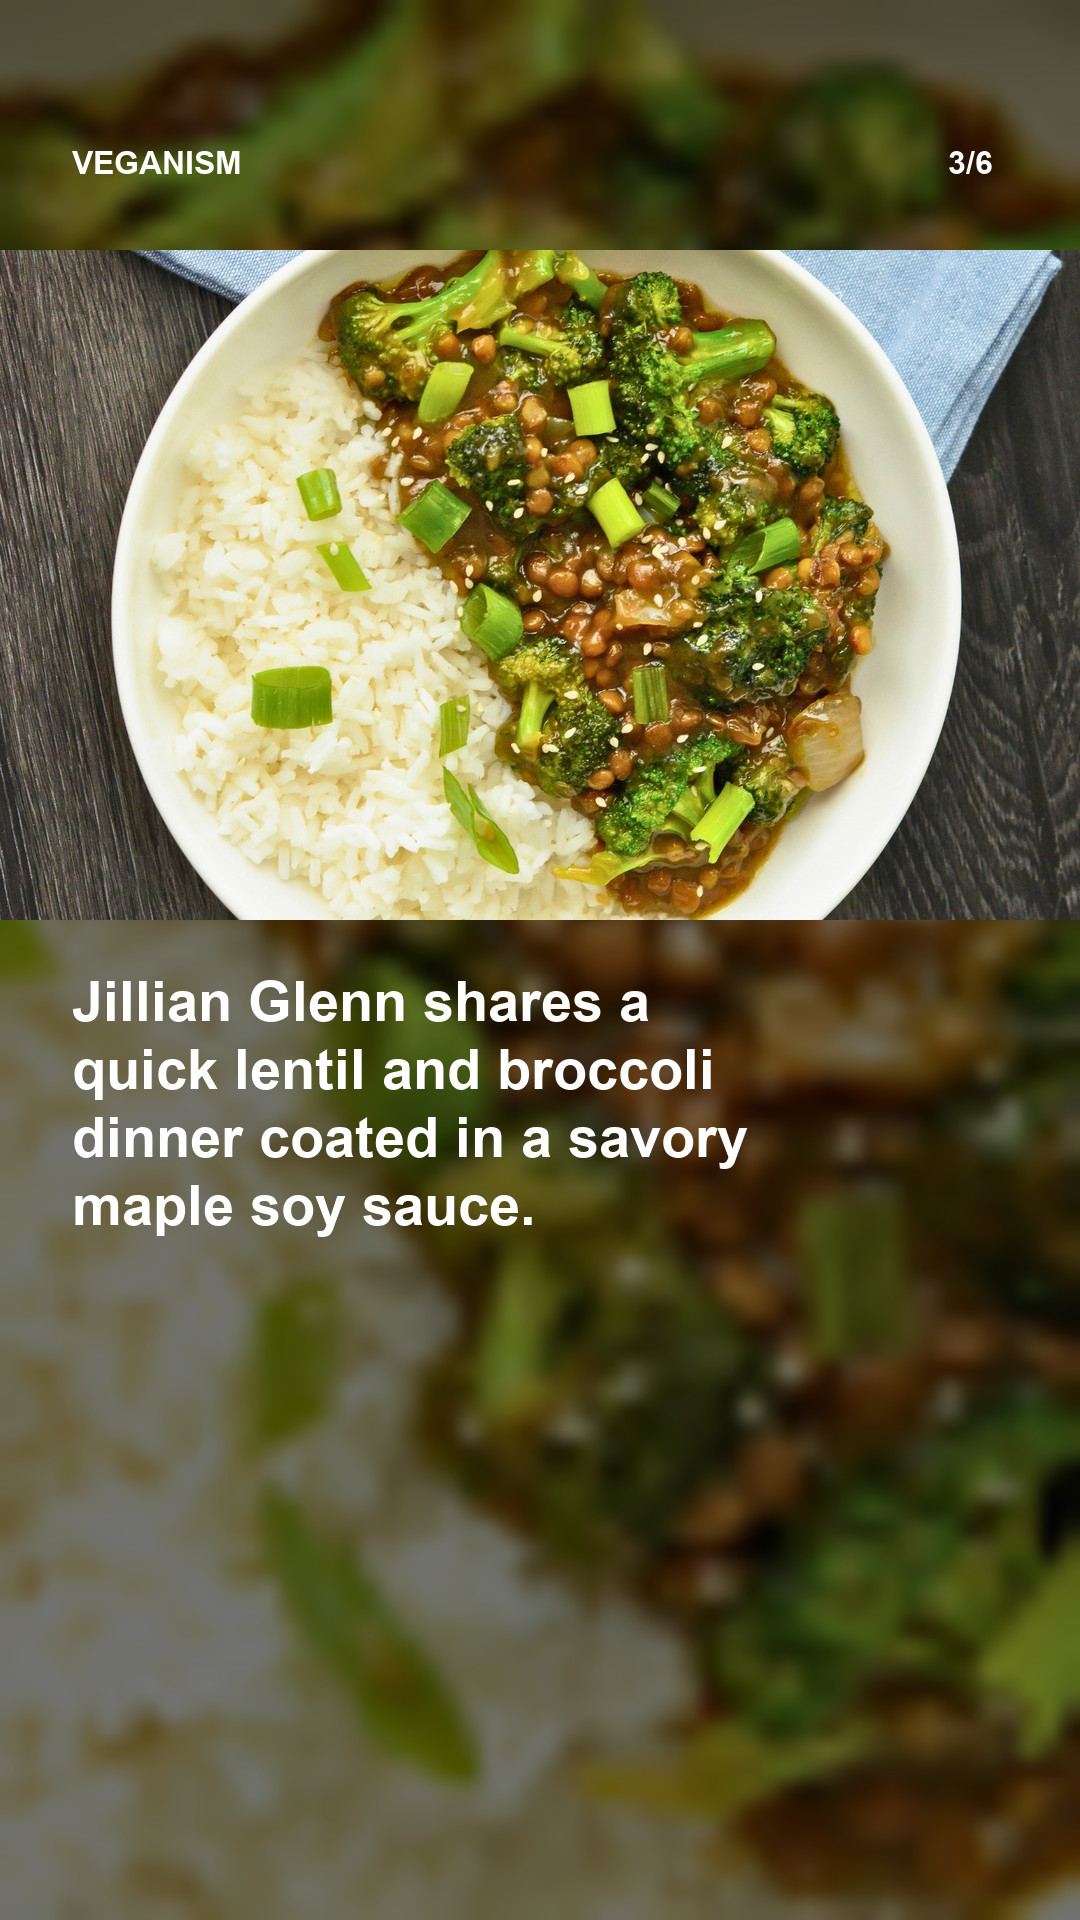 VEGANISM
3/6
Jillian Glenn shares a
quick lentil and broccoli
dinner coated in a savory
maple soy sauce.